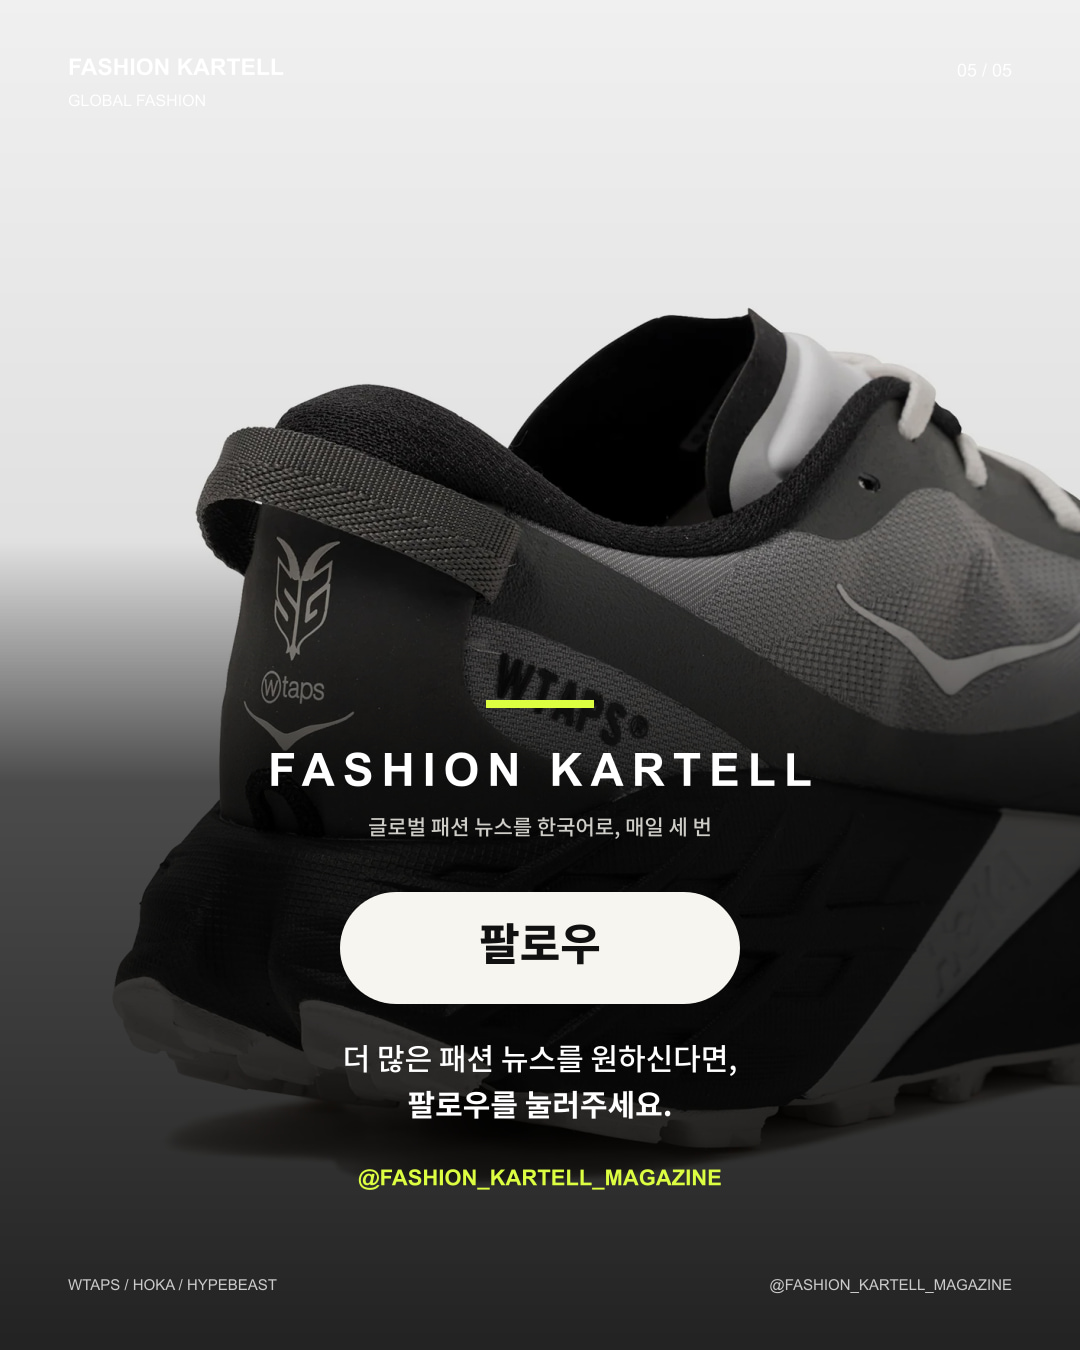 FASHION KARTELL
05 / 05
GLOBAL FASHION
SG
wtaps
WTAPS®
FASHION KARTELL
글로벌 패션 뉴스를 한국어로, 매일 세 번
HOKA
팔로우
더 많은 패션 뉴스를 원하신다면,
팔로우를 눌러주세요.
@FASHION_KARTELL_MAGAZINE
WTAPS / HOKA / HYPEBEAST
@FASHION_KARTELL_MAGAZINE